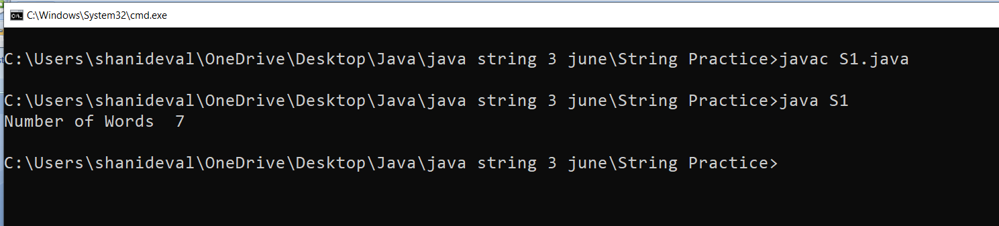 C:\Windows\System32\cmd.exe
C:\Users\shanideval\OneDrive\Desktop\Java\java string 3 june\String Practice>javac S1.java
C:\Users\shanideval\OneDrive\Desktop\Java\java string 3 june\String Practice>java S1
Number of Words  7
C:\Users\shanideval\OneDrive\Desktop\Java\java string 3 june\String Practice>